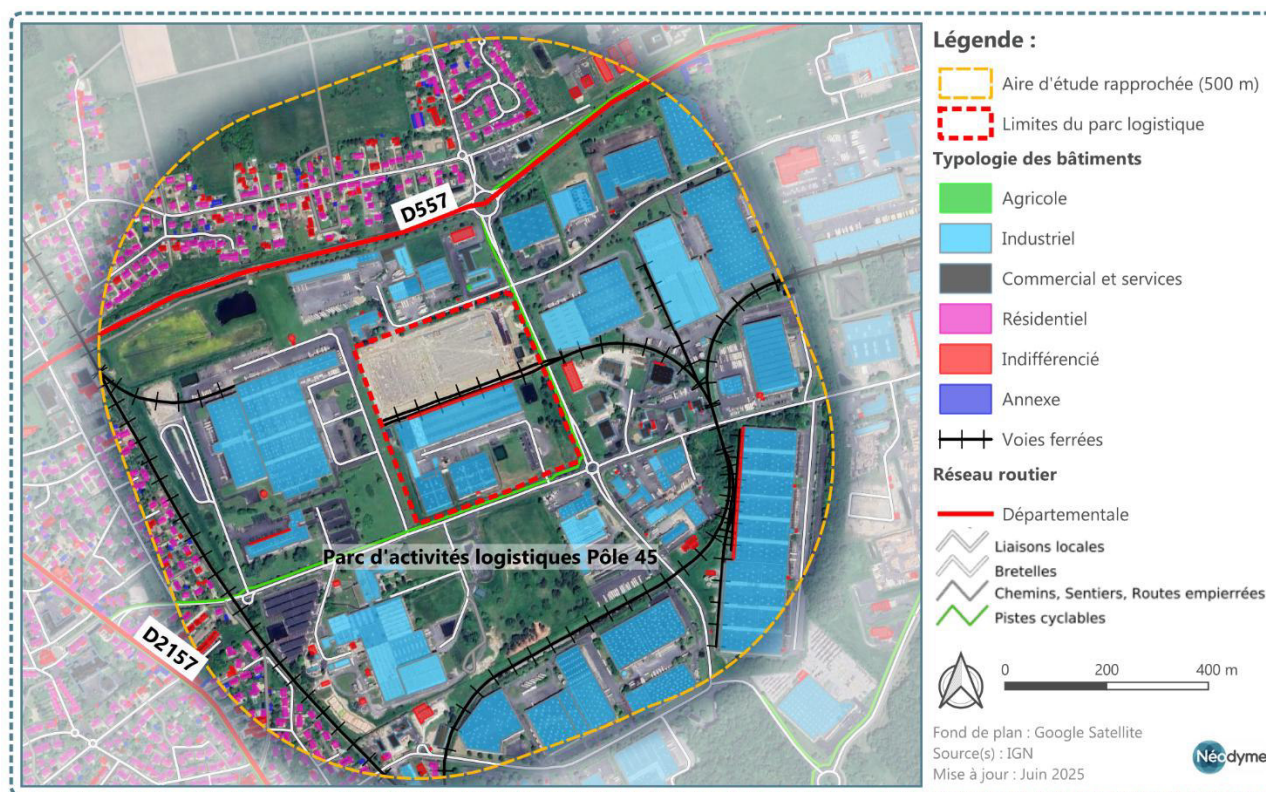 D557
Parc d'activités logistiques Pôle 45
D2157
Légende :
Aire d'étude rapprochée (500 m)
Limites du parc logistique
Typologie des bâtiments
Agricole
Industriel
Commercial et services
Résidentiel
Indifférencié
Annexe
Voies ferrées
Réseau routier
Départementale
Liaisons locales
Bretelles
Chemins, Sentiers, Routes empierrées
Pistes cyclables
0 200 400 m
Fond de plan : Google Satellite
Source(s) : IGN
Mise à jour : Juin 2025
Néodyme